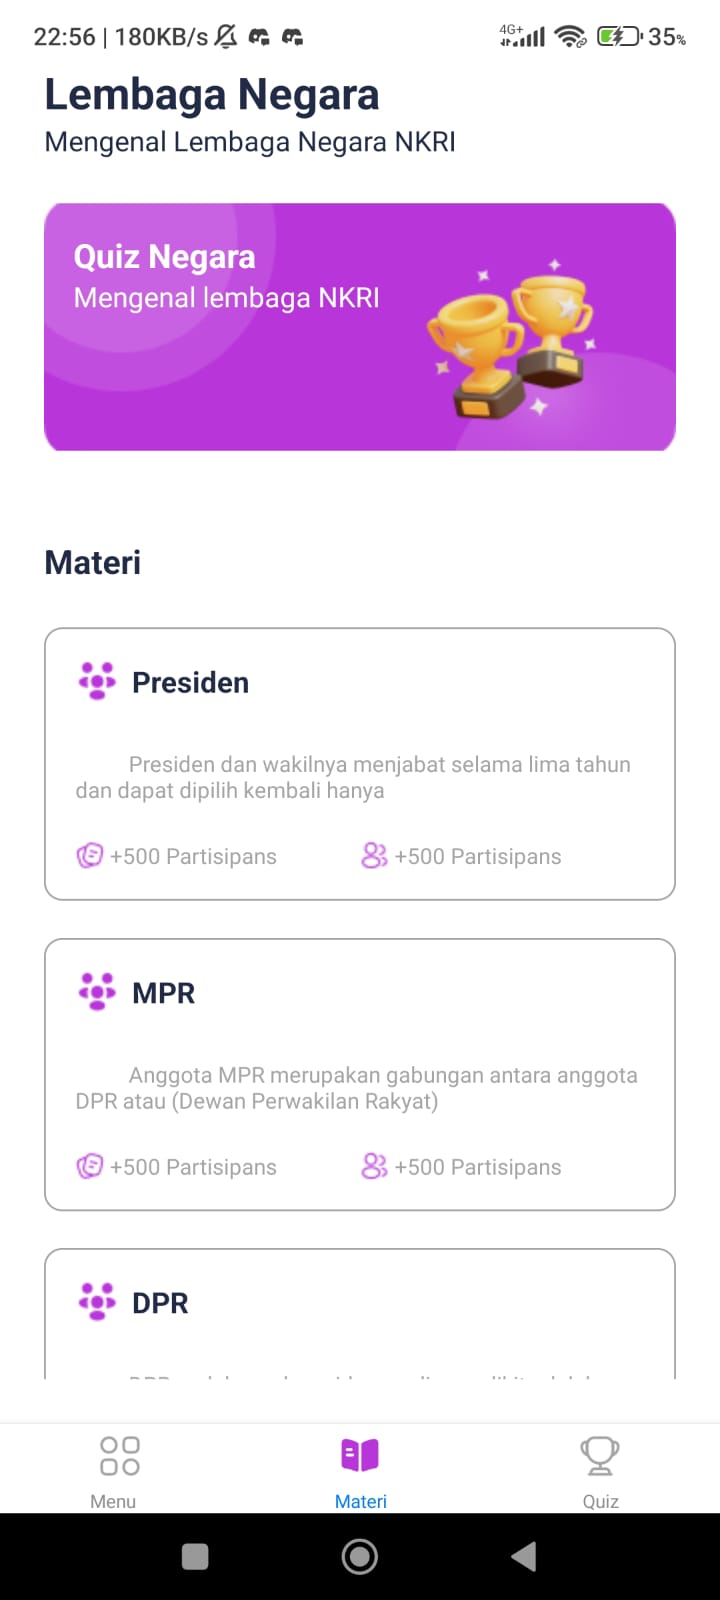 22:56 | 180KB/s 4G+ 35%
Lembaga Negara
Mengenal Lembaga Negara NKRI
Quiz Negara
Mengenal lembaga NKRI
Materi
Presiden
Presiden dan wakilnya menjabat selama lima tahun
dan dapat dipilih kembali hanya
+500 Partisipans +500 Partisipans
MPR
Anggota MPR merupakan gabungan antara anggota
DPR atau (Dewan Perwakilan Rakyat)
+500 Partisipans +500 Partisipans
DPR
Menu Materi Quiz